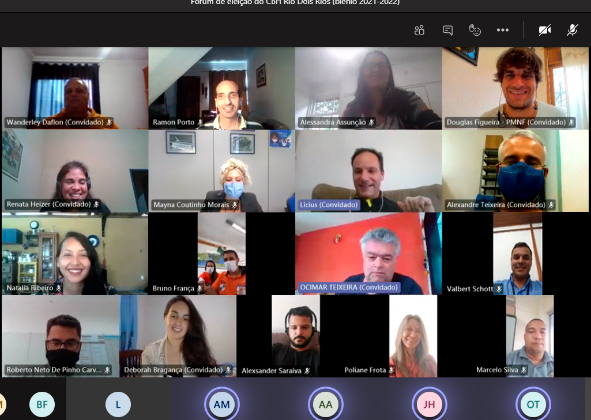 Fórum de eleição do CBH Rio Dois Rios (biênio 2021-2022)
Wanderley Daflon (Convidado)
Ramon Porto
Alessandra Assunção
Douglas Figueira - PMNF (Convidado)
Renata Heizer (Convidado)
Mayna Coutinho Morais
Licius (Convidado)
Alexandre Teixeira (Convidado)
Natália Ribeiro
Bruno França
OCIMAR TEIXEIRA (Convidado)
Valbert Schott
Roberto Neto De Pinho Carv...
Deborah Bragança (Convidado)
Alexsander Saraiva
Poliane Frota
Marcelo Silva
BF
L
AM
AA
JH
OT